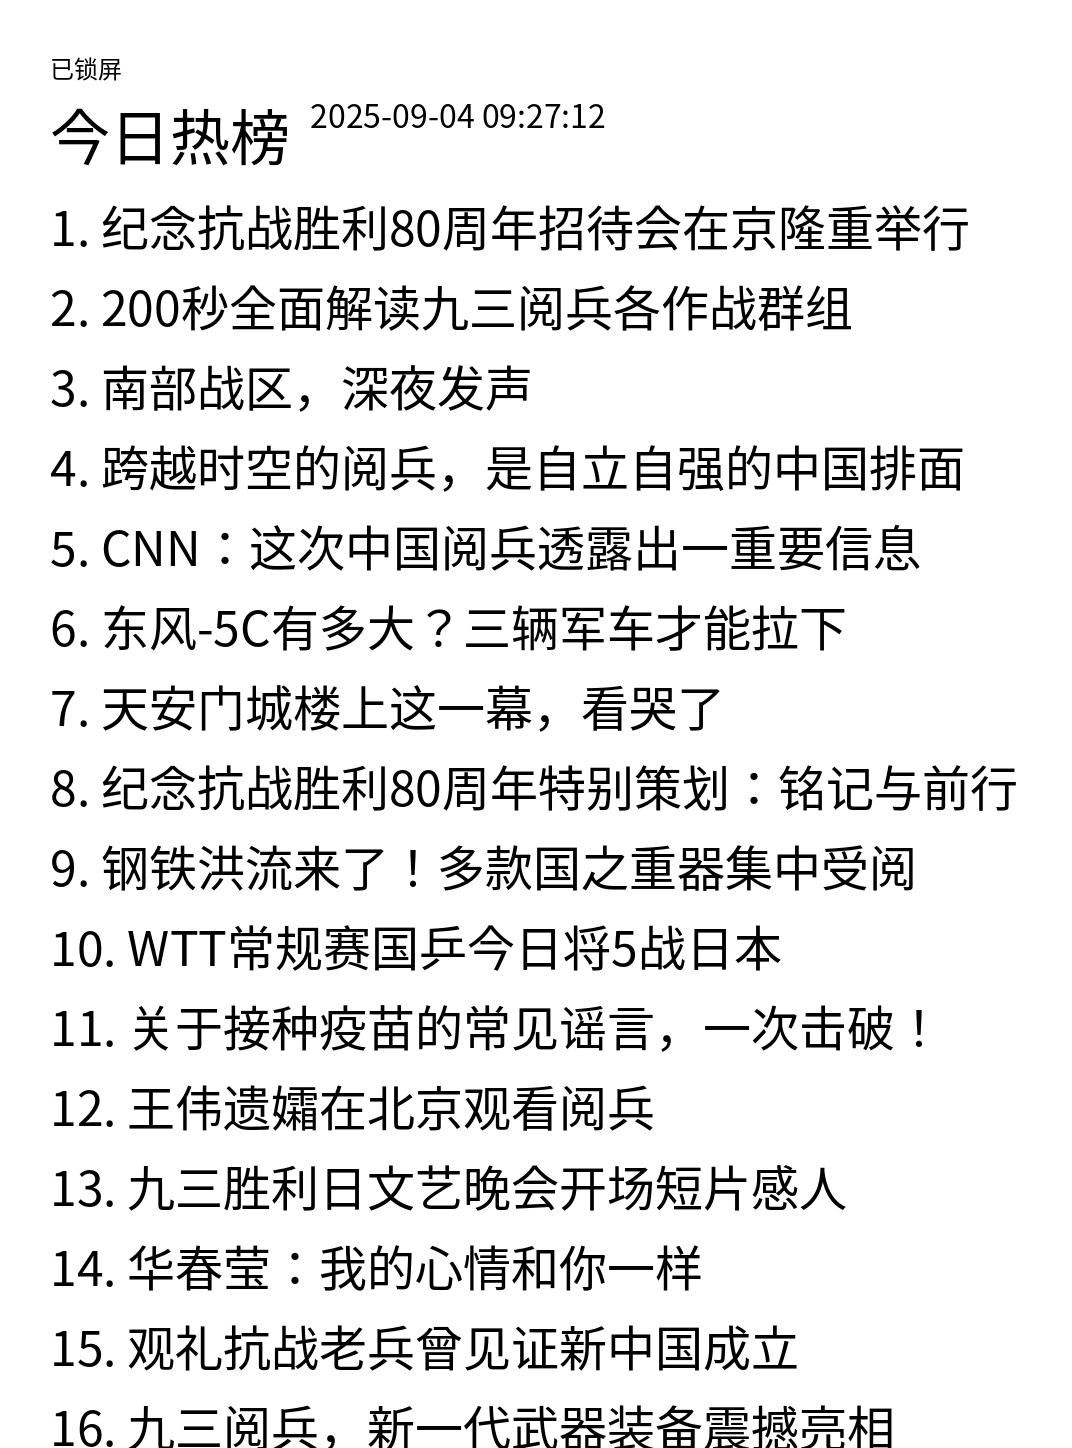 已锁屏
今日热榜 2025-09-04 09:27:12
1. 纪念抗战胜利80周年招待会在京隆重举行
2. 200秒全面解读九三阅兵各作战群组
3. 南部战区，深夜发声
4. 跨越时空的阅兵，是自立自强的中国排面
5. CNN：这次中国阅兵透露出一重要信息
6. 东风-5C有多大？三辆军车才能拉下
7. 天安门城楼上这一幕，看哭了
8. 纪念抗战胜利80周年特别策划：铭记与前行
9. 钢铁洪流来了！多款国之重器集中受阅
10. WTT常规赛国乒今日将5战日本
11. 关于接种疫苗的常见谣言，一次击破！
12. 王伟遗孀在北京观看阅兵
13. 九三胜利日文艺晚会开场短片感人
14. 华春莹：我的心情和你一样
15. 观礼抗战老兵曾见证新中国成立
16. 九三阅兵，新一代武器装备震撼亮相